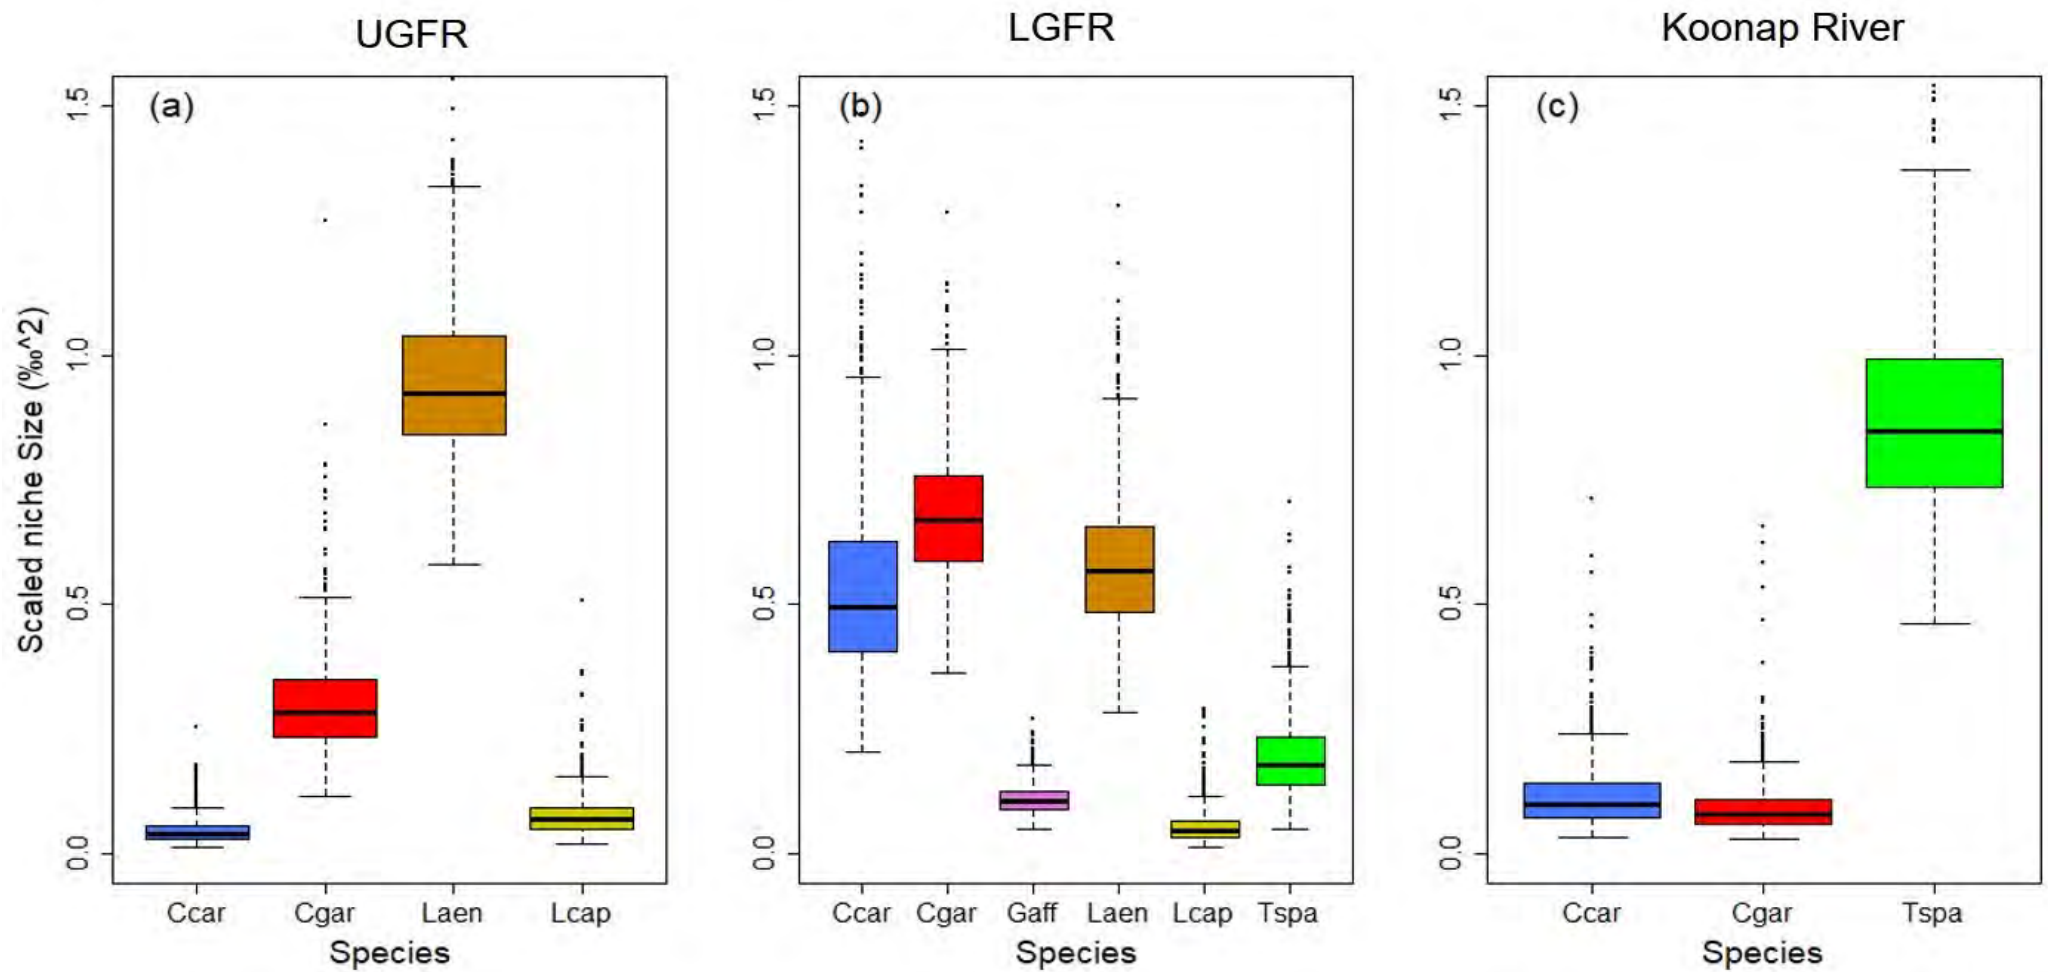 UGFR
LGFR
Koonap River
Scaled niche Size (‰^2)
(a)
1.5
1.0
0.5
0.0
Ccar Cgar Laen Lcap
Species
(b)
1.5
1.0
0.5
0.0
Ccar Cgar Gaff Laen Lcap Tspa
Species
(c)
1.5
1.0
0.5
0.0
Ccar Cgar Tspa
Species